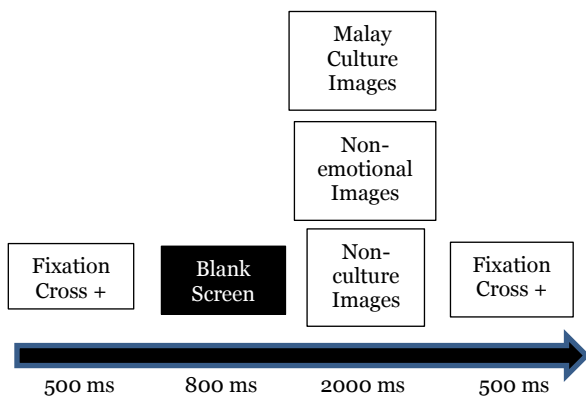 Malay
Culture
Images
Non-
emotional
Images
Fixation
Cross +
Blank
Screen
Non-
culture
Images
Fixation
Cross +
500 ms
800 ms
2000 ms
500 ms